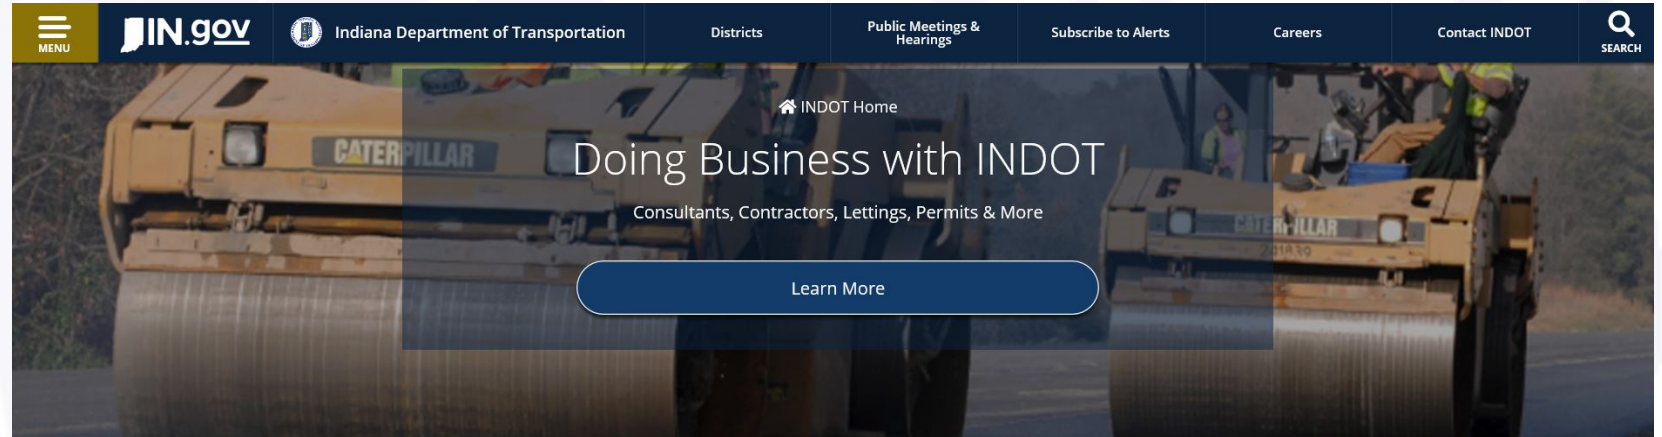 MENU
IN.gov
Indiana Department of Transportation
Districts
Public Meetings &
Hearings
Subscribe to Alerts
Careers
Contact INDOT
SEARCH
INDOT Home
Doing Business with INDOT
Consultants, Contractors, Lettings, Permits & More
Learn More
CATERPILLAR
CATERPILLAR